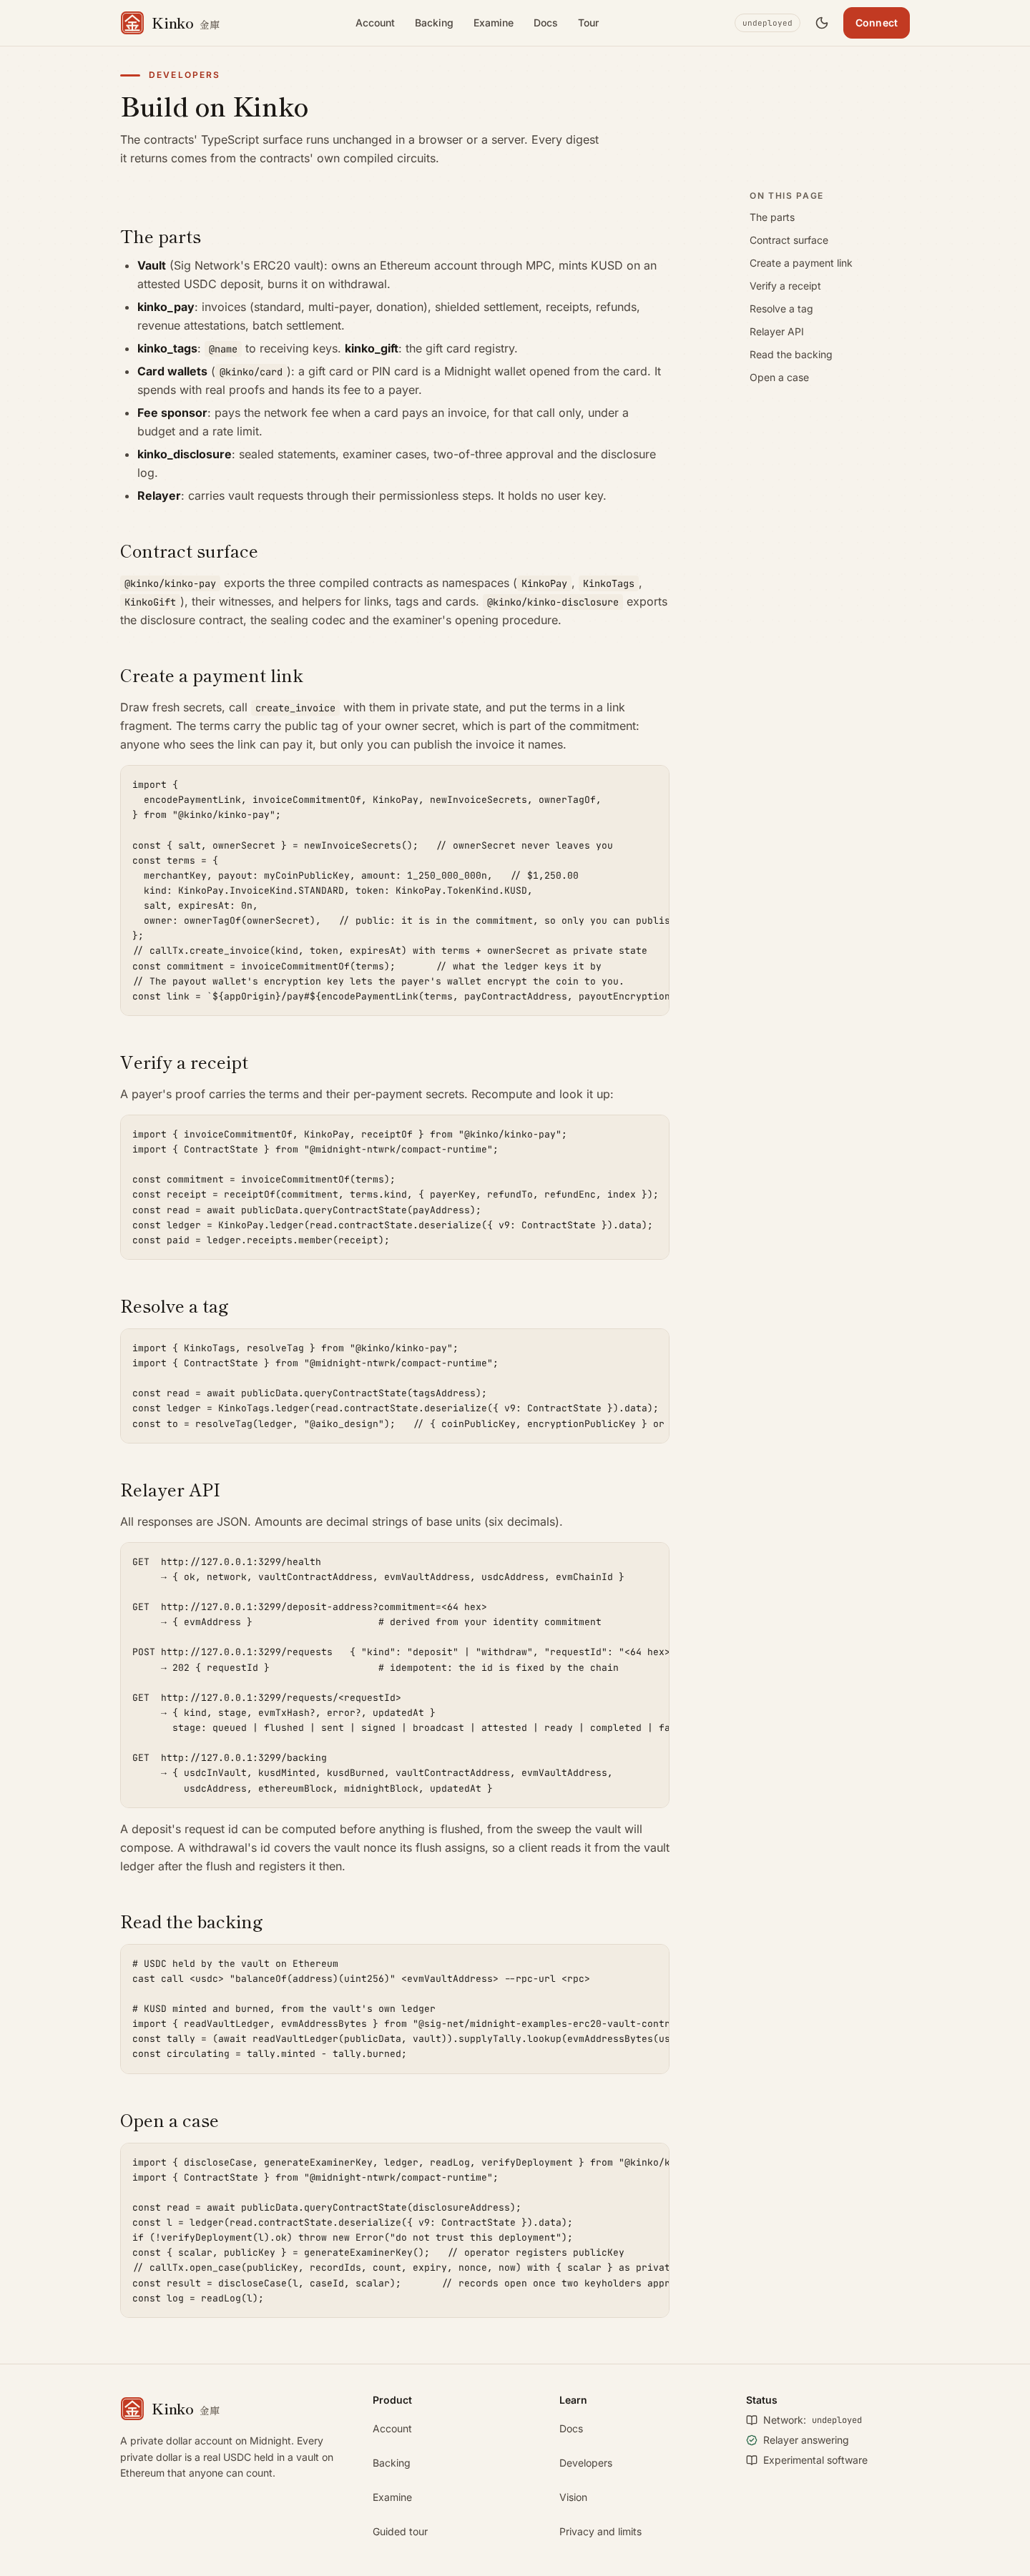 金 Kinko 金庫
Account Backing Examine Docs Tour
undeployed
Connect
DEVELOPERS
Build on Kinko
The contracts' TypeScript surface runs unchanged in a browser or a server. Every digest
it returns comes from the contracts' own compiled circuits.
ON THIS PAGE
The parts
Contract surface
Create a payment link
Verify a receipt
Resolve a tag
Relayer API
Read the backing
Open a case
The parts
• Vault (Sig Network's ERC20 vault): owns an Ethereum account through MPC, mints KUSD on an
attested USDC deposit, burns it on withdrawal.
• kinko_pay: invoices (standard, multi-payer, donation), shielded settlement, receipts, refunds,
revenue attestations, batch settlement.
• kinko_tags: @name to receiving keys. kinko_gift: the gift card registry.
• Card wallets ( @kinko/card ): a gift card or PIN card is a Midnight wallet opened from the card. It
spends with real proofs and hands its fee to a payer.
• Fee sponsor: pays the network fee when a card pays an invoice, for that call only, under a
budget and a rate limit.
• kinko_disclosure: sealed statements, examiner cases, two-of-three approval and the disclosure
log.
• Relayer: carries vault requests through their permissionless steps. It holds no user key.
Contract surface
@kinko/kinko-pay exports the three compiled contracts as namespaces ( KinkoPay , KinkoTags ,
KinkoGift ), their witnesses, and helpers for links, tags and cards. @kinko/kinko-disclosure exports
the disclosure contract, the sealing codec and the examiner's opening procedure.
Create a payment link
Draw fresh secrets, call create_invoice with them in private state, and put the terms in a link
fragment. The terms carry the public tag of your owner secret, which is part of the commitment:
anyone who sees the link can pay it, but only you can publish the invoice it names.
import {
  encodePaymentLink, invoiceCommitmentOf, KinkoPay, newInvoiceSecrets, ownerTagOf,
} from "@kinko/kinko-pay";
const { salt, ownerSecret } = newInvoiceSecrets();   // ownerSecret never leaves you
const terms = {
  merchantKey, payout: myCoinPublicKey, amount: 1_250_000_000n,   // $1,250.00
  kind: KinkoPay.InvoiceKind.STANDARD, token: KinkoPay.TokenKind.KUSD,
  salt, expiresAt: 0n,
  owner: ownerTagOf(ownerSecret),   // public: it is in the commitment, so only you can publis
};
// callTx.create_invoice(kind, token, expiresAt) with terms + ownerSecret as private state
const commitment = invoiceCommitmentOf(terms);       // what the ledger keys it by
// The payout wallet's encryption key lets the payer's wallet encrypt the coin to you.
const link = `${appOrigin}/pay#${encodePaymentLink(terms, payContractAddress, payoutEncryption
Verify a receipt
A payer's proof carries the terms and their per-payment secrets. Recompute and look it up:
import { invoiceCommitmentOf, KinkoPay, receiptOf } from "@kinko/kinko-pay";
import { ContractState } from "@midnight-ntwrk/compact-runtime";
const commitment = invoiceCommitmentOf(terms);
const receipt = receiptOf(commitment, terms.kind, { payerKey, refundTo, refundEnc, index });
const read = await publicData.queryContractState(payAddress);
const ledger = KinkoPay.ledger(read.contractState.deserialize({ v9: ContractState }).data);
const paid = ledger.receipts.member(receipt);
Resolve a tag
import { KinkoTags, resolveTag } from "@kinko/kinko-pay";
import { ContractState } from "@midnight-ntwrk/compact-runtime";
const read = await publicData.queryContractState(tagsAddress);
const ledger = KinkoTags.ledger(read.contractState.deserialize({ v9: ContractState }).data);
const to = resolveTag(ledger, "@aiko_design");   // { coinPublicKey, encryptionPublicKey } or
Relayer API
All responses are JSON. Amounts are decimal strings of base units (six decimals).
GET  http://127.0.0.1:3299/health
     → { ok, network, vaultContractAddress, evmVaultAddress, usdcAddress, evmChainId }
GET  http://127.0.0.1:3299/deposit-address?commitment=<64 hex>
     → { evmAddress }                      # derived from your identity commitment
POST http://127.0.0.1:3299/requests   { "kind": "deposit" | "withdraw", "requestId": "<64 hex>
     → 202 { requestId }                   # idempotent: the id is fixed by the chain
GET  http://127.0.0.1:3299/requests/<requestId>
     → { kind, stage, evmTxHash?, error?, updatedAt }
       stage: queued | flushed | sent | signed | broadcast | attested | ready | completed | fa
GET  http://127.0.0.1:3299/backing
     → { usdcInVault, kusdMinted, kusdBurned, vaultContractAddress, evmVaultAddress,
         usdcAddress, ethereumBlock, midnightBlock, updatedAt }
A deposit's request id can be computed before anything is flushed, from the sweep the vault will
compose. A withdrawal's id covers the vault nonce its flush assigns, so a client reads it from the vault
ledger after the flush and registers it then.
Read the backing
# USDC held by the vault on Ethereum
cast call <usdc> "balanceOf(address)(uint256)" <evmVaultAddress> --rpc-url <rpc>
# KUSD minted and burned, from the vault's own ledger
import { readVaultLedger, evmAddressBytes } from "@sig-net/midnight-examples-erc20-vault-contr
const tally = (await readVaultLedger(publicData, vault)).supplyTally.lookup(evmAddressBytes(us
const circulating = tally.minted - tally.burned;
Open a case
import { discloseCase, generateExaminerKey, ledger, readLog, verifyDeployment } from "@kinko/k
import { ContractState } from "@midnight-ntwrk/compact-runtime";
const read = await publicData.queryContractState(disclosureAddress);
const l = ledger(read.contractState.deserialize({ v9: ContractState }).data);
if (!verifyDeployment(l).ok) throw new Error("do not trust this deployment");
const { scalar, publicKey } = generateExaminerKey();   // operator registers publicKey
// callTx.open_case(publicKey, recordIds, count, expiry, nonce, now) with { scalar } as privat
const result = discloseCase(l, caseId, scalar);       // records open once two keyholders appr
const log = readLog(l);
金 Kinko 金庫
A private dollar account on Midnight. Every
private dollar is a real USDC held in a vault on
Ethereum that anyone can count.
Product
Account
Backing
Examine
Guided tour
Learn
Docs
Developers
Vision
Privacy and limits
Status
Network: undeployed
Relayer answering
Experimental software